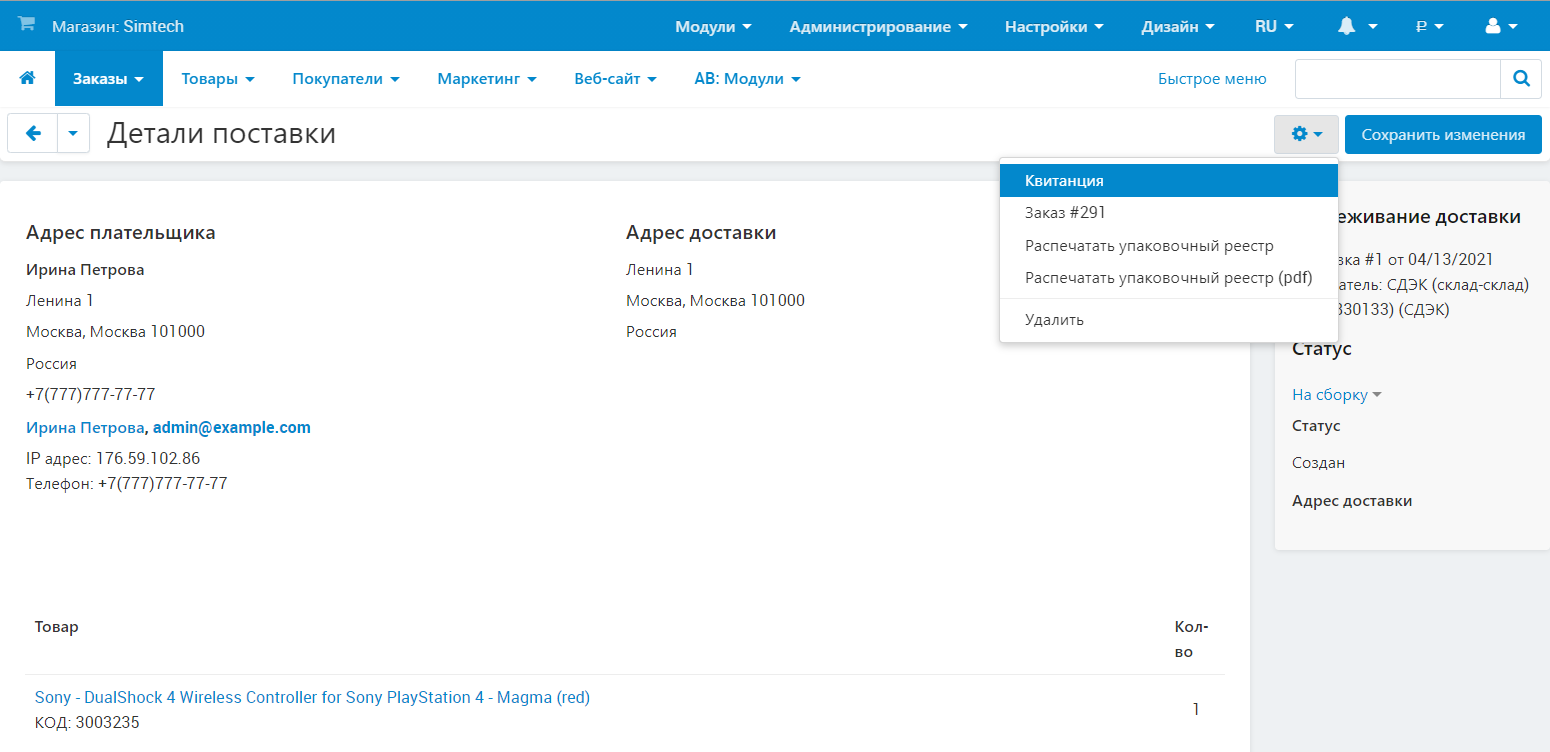 Магазин: Simtech
Модули
Администрирование
Настройки
Дизайн
RU
₽
Заказы
Товары
Покупатели
Маркетинг
Веб-сайт
АВ: Модули
Быстрое меню
Детали поставки
Сохранить изменения
Квитанция
Заказ #291
Распечатать упаковочный реестр
Распечатать упаковочный реестр (pdf)
Удалить
Адрес плательщика
Ирина Петрова
Ленина 1
Москва, Москва 101000
Россия
+7(777)777-77-77
Ирина Петрова, admin@example.com
IP адрес: 176.59.102.86
Телефон: +7(777)777-77-77
Адрес доставки
Ленина 1
Москва, Москва 101000
Россия
еживание доставки
вка #1 от 04/13/2021
атель: СДЭК (склад-склад)
330133) (СДЭК)
Статус
На сборку
Статус
Создан
Адрес доставки
Товар
Кол-
во
Sony - DualShock 4 Wireless Controller for Sony PlayStation 4 - Magma (red)
1
КОД: 3003235